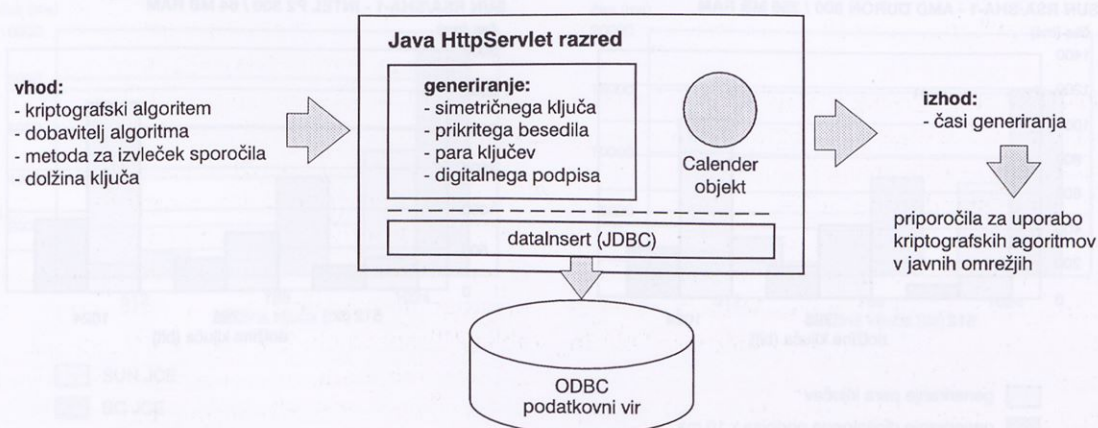 Java HttpServlet razred
vhod:
- kriptografski algoritem
- dobavitelj algoritma
- metoda za izvleček sporočila
- dolžina ključa
generiranje:
- simetričnega ključa
- prikritega besedila
- para ključev
- digitalnega podpisa
Calender
objekt
izhod:
- časi generiranja
dataInsert (JDBC)
priporočila za uporabo
kriptografskih agoritmov
v javnih omrežjih
ODBC
podatkovni vir